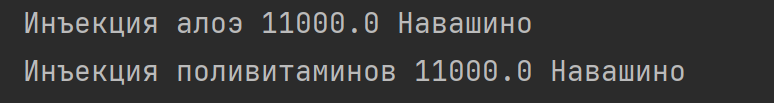 Инъекция алоэ 11000.0 Навашино
Инъекция поливитаминов 11000.0 Навашино